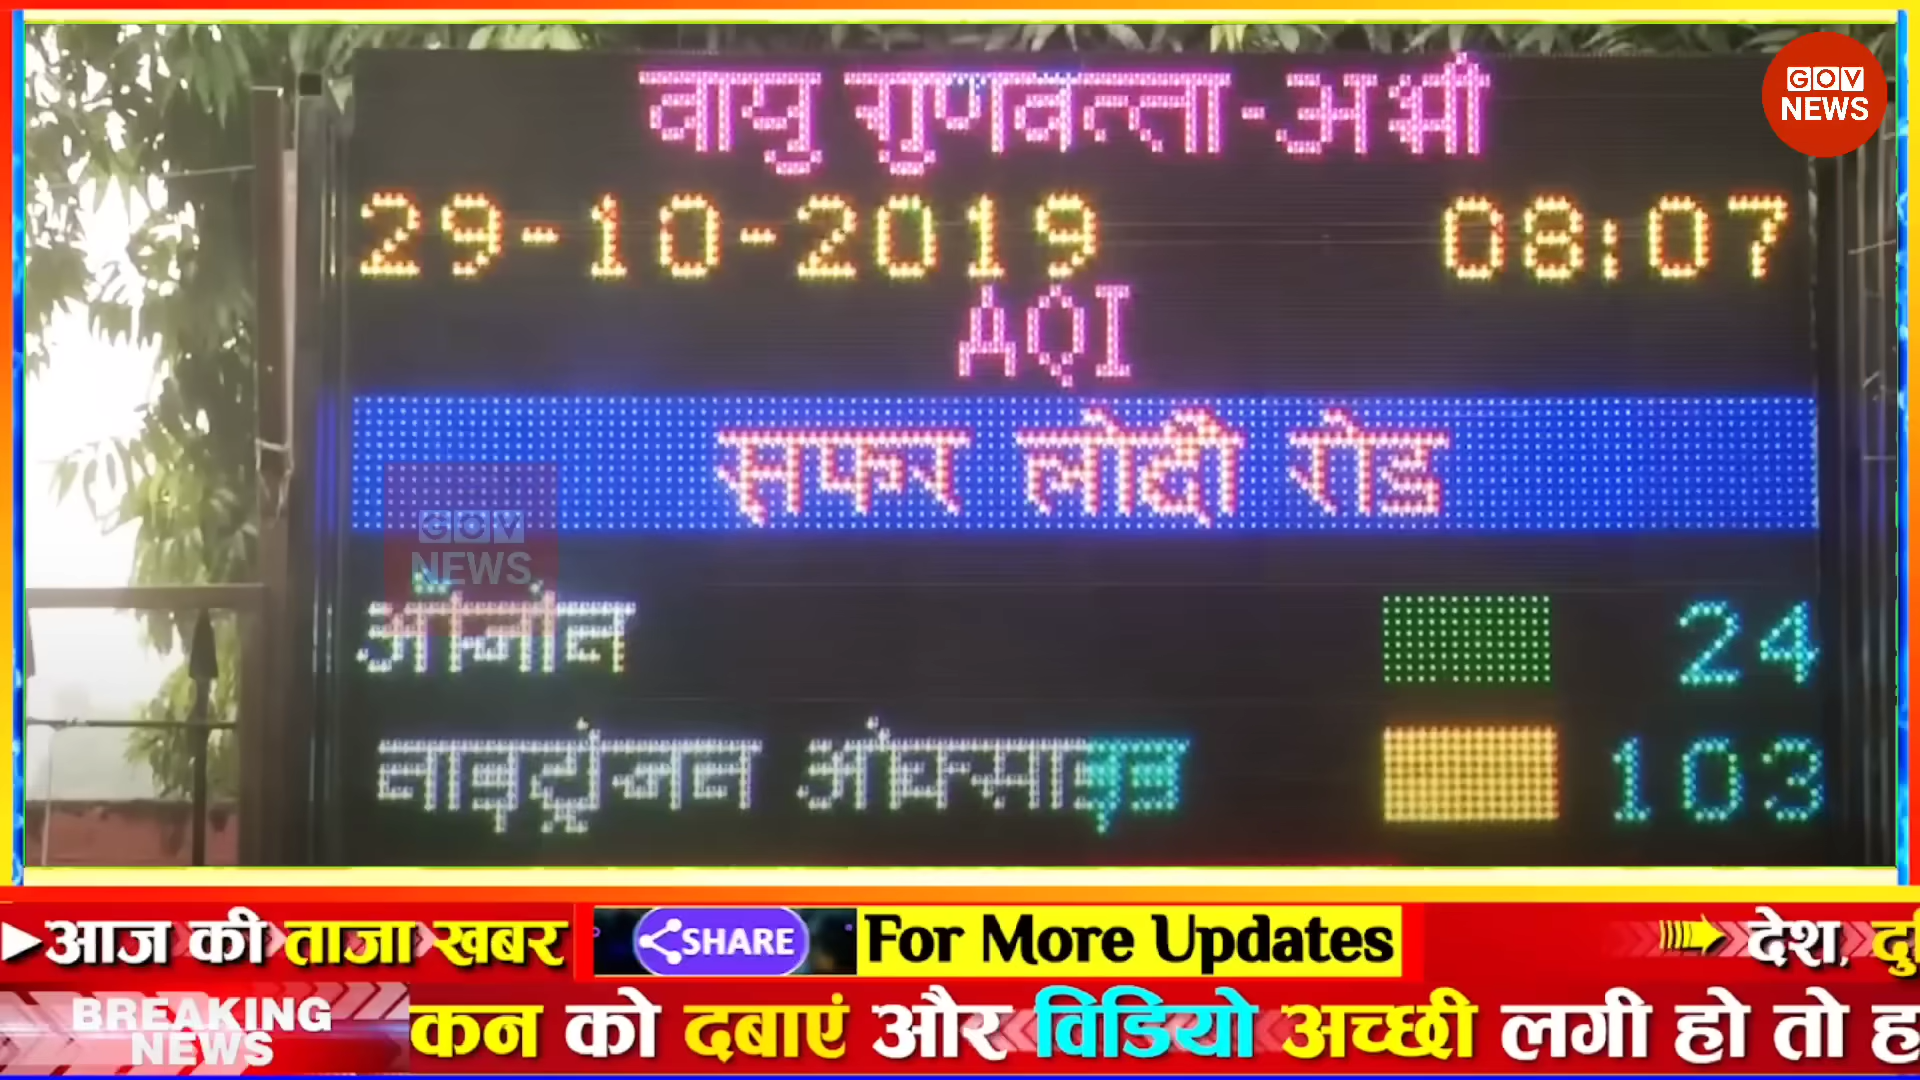 वायु गुणवत्ता-अभी
GOV
NEWS
29-10-2019 08:07
AQI
सफर लोदी रोड
GOV
NEWS
ओजोन 24
नाइट्रोजन ऑक्साइड 103
आज की ताजा खबर SHARE For More Updates देश,
BREAKING
NEWS
कन को दबाएं और विडियो अच्छी लगी हो तो